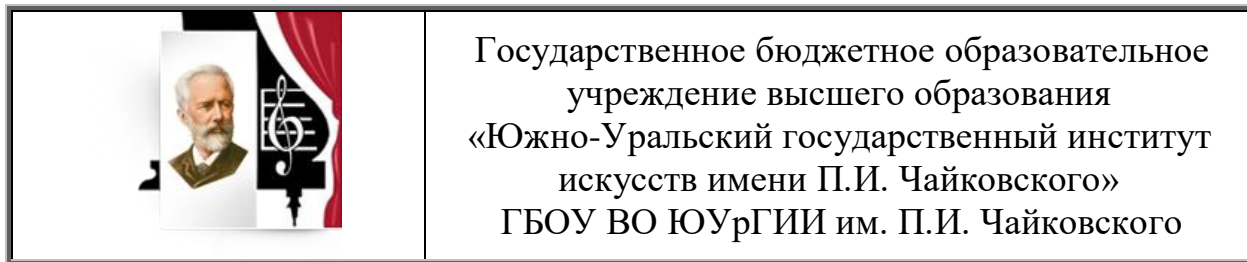 Государственное бюджетное образовательное
учреждение высшего образования
«Южно-Уральский государственный институт
искусств имени П.И. Чайковского»
ГБОУ ВО ЮУрГИИ им. П.И. Чайковского